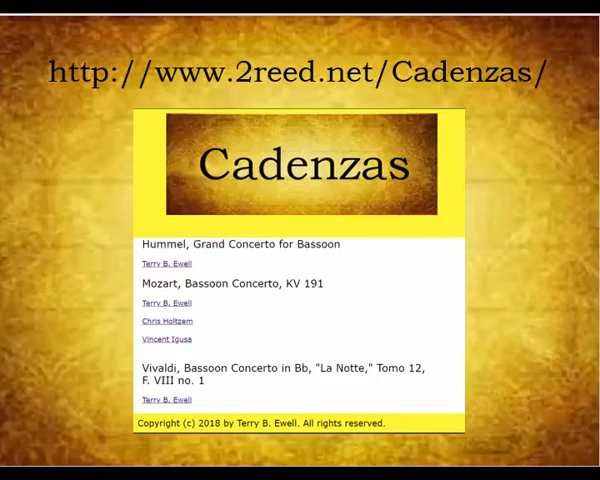 http://www.2reed.net/Cadenzas/
Cadenzas
Hummel, Grand Concerto for Bassoon
Terry B. Ewell
Mozart, Bassoon Concerto, KV 191
Terry B. Ewell
Chris Holtzem
Vincent Igusa
Vivaldi, Bassoon Concerto in Bb, "La Notte," Tomo 12,
F. VIII no. 1
Terry B. Ewell
Copyright (c) 2018 by Terry B. Ewell. All rights reserved.